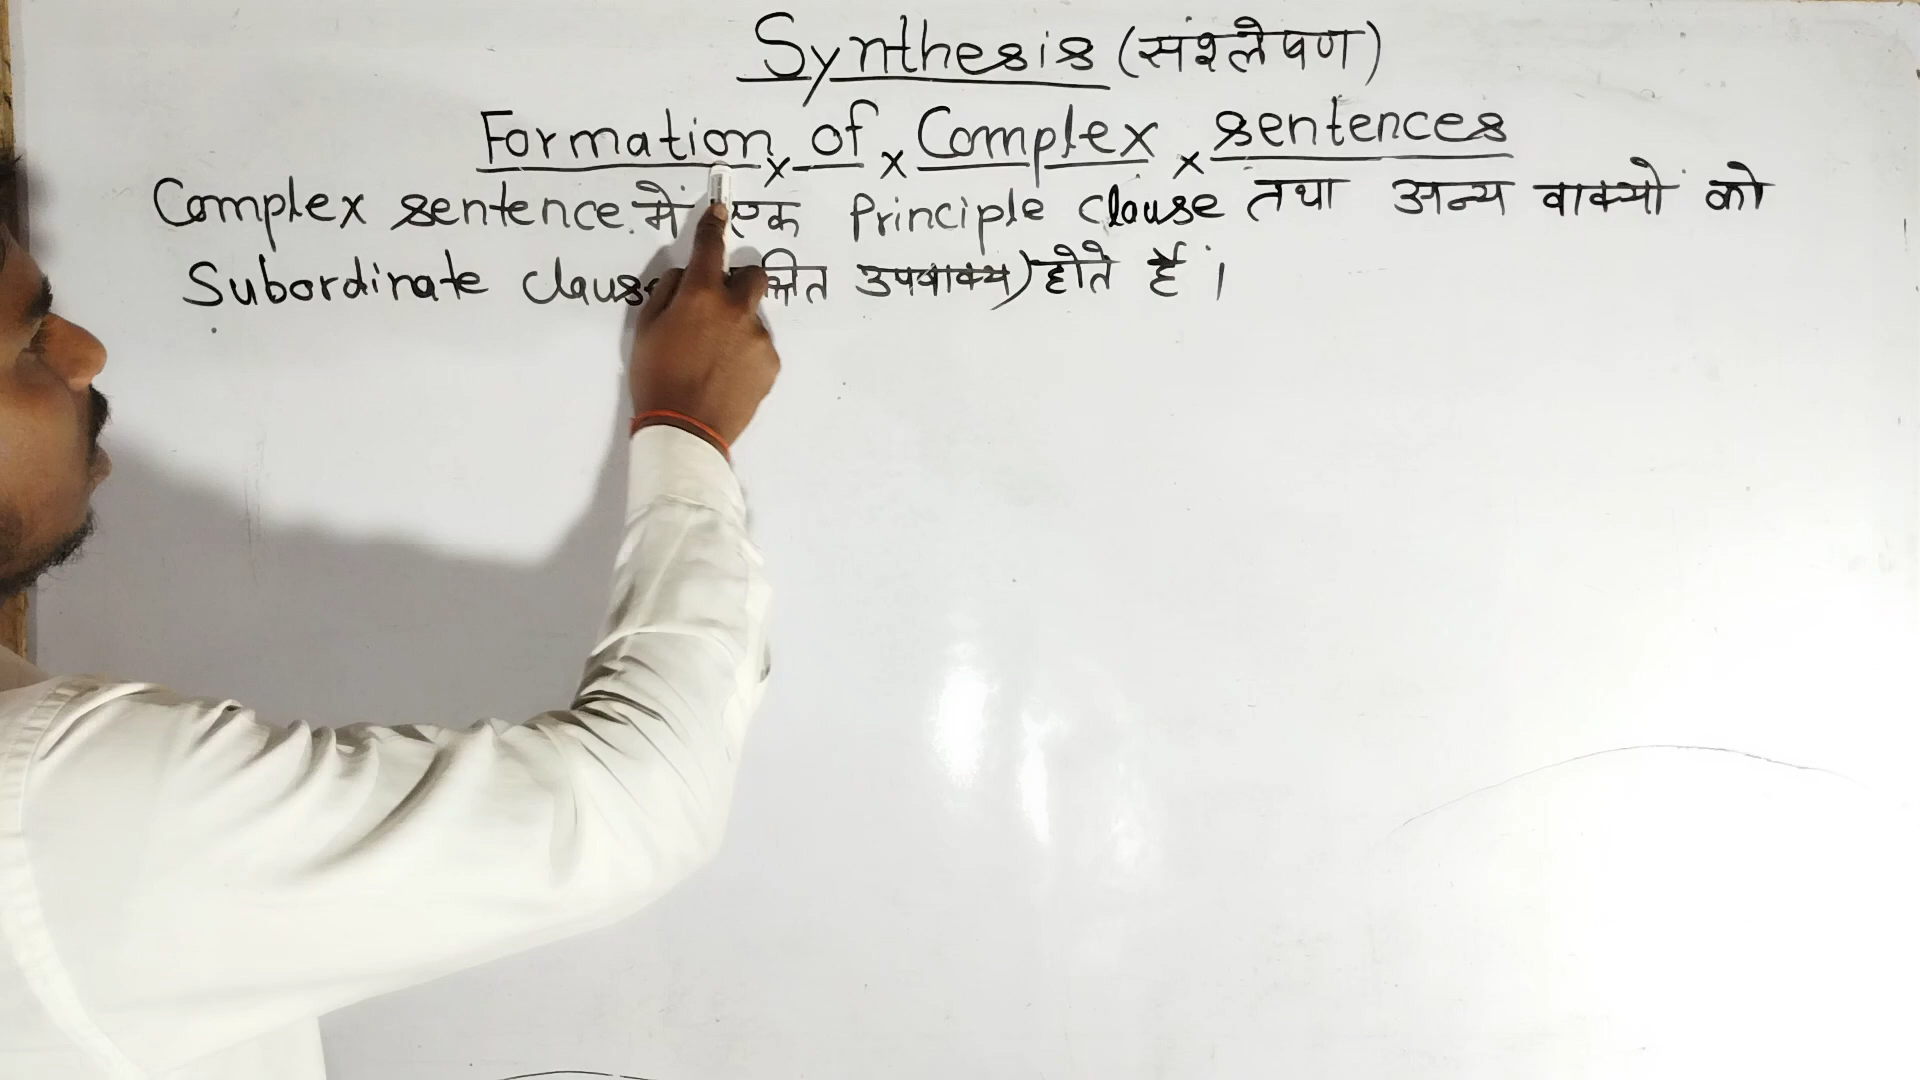 Synthesis (संश्लेषण)
Formation x of x Complex x sentences
Complex sentence में एक Principle clause तथा अन्य वाक्यों को
Subordinate उपवाक्य) होते हैं।